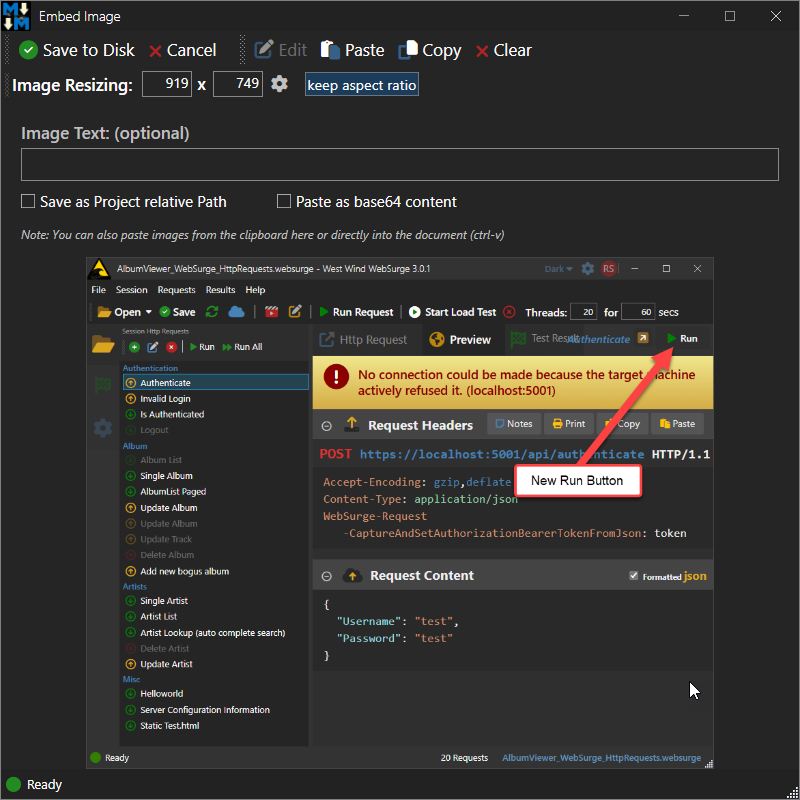 Embed Image
Save to Disk Cancel Edit Paste Copy Clear
Image Resizing: 919 x 749 keep aspect ratio
Image Text: (optional)
Save as Project relative Path Paste as base64 content
Note: You can also paste images from the clipboard here or directly into the document (ctrl-v)
AlbumViewer_WebSurge_HttpRequests.websurge - West Wind WebSurge 3.0.1 Dark RS
File Session Requests Results Help
Open Save Run Request Start Load Test Threads: 20 for 60 secs
Session Http Requests
Run Run All
Http Request Preview Test Result Authenticate Run
Authentication
Authenticate
Invalid Login
Is Authenticated
Logout
Album
Album List
Single Album
AlbumList Paged
Update Album
Update Album
Update Track
Delete Album
Add new bogus album
Artists
Single Artist
Artist List
Artist Lookup (auto complete search)
Delete Artist
Update Artist
Misc
Helloworld
Server Configuration Information
Static Test.html
No connection could be made because the target machine
actively refused it. (localhost:5001)
Request Headers Notes Print Copy Paste
POST https://localhost:5001/api/authenticate HTTP/1.1
Accept-Encoding: gzip,deflate
Content-Type: application/json
WebSurge-Request
-CaptureAndSetAuthorizationBearerTokenFromJson: token
New Run Button
Request Content Formatted json
{
"Username": "test",
"Password": "test"
}
Ready 20 Requests AlbumViewer_WebSurge_HttpRequests.websurge
Ready